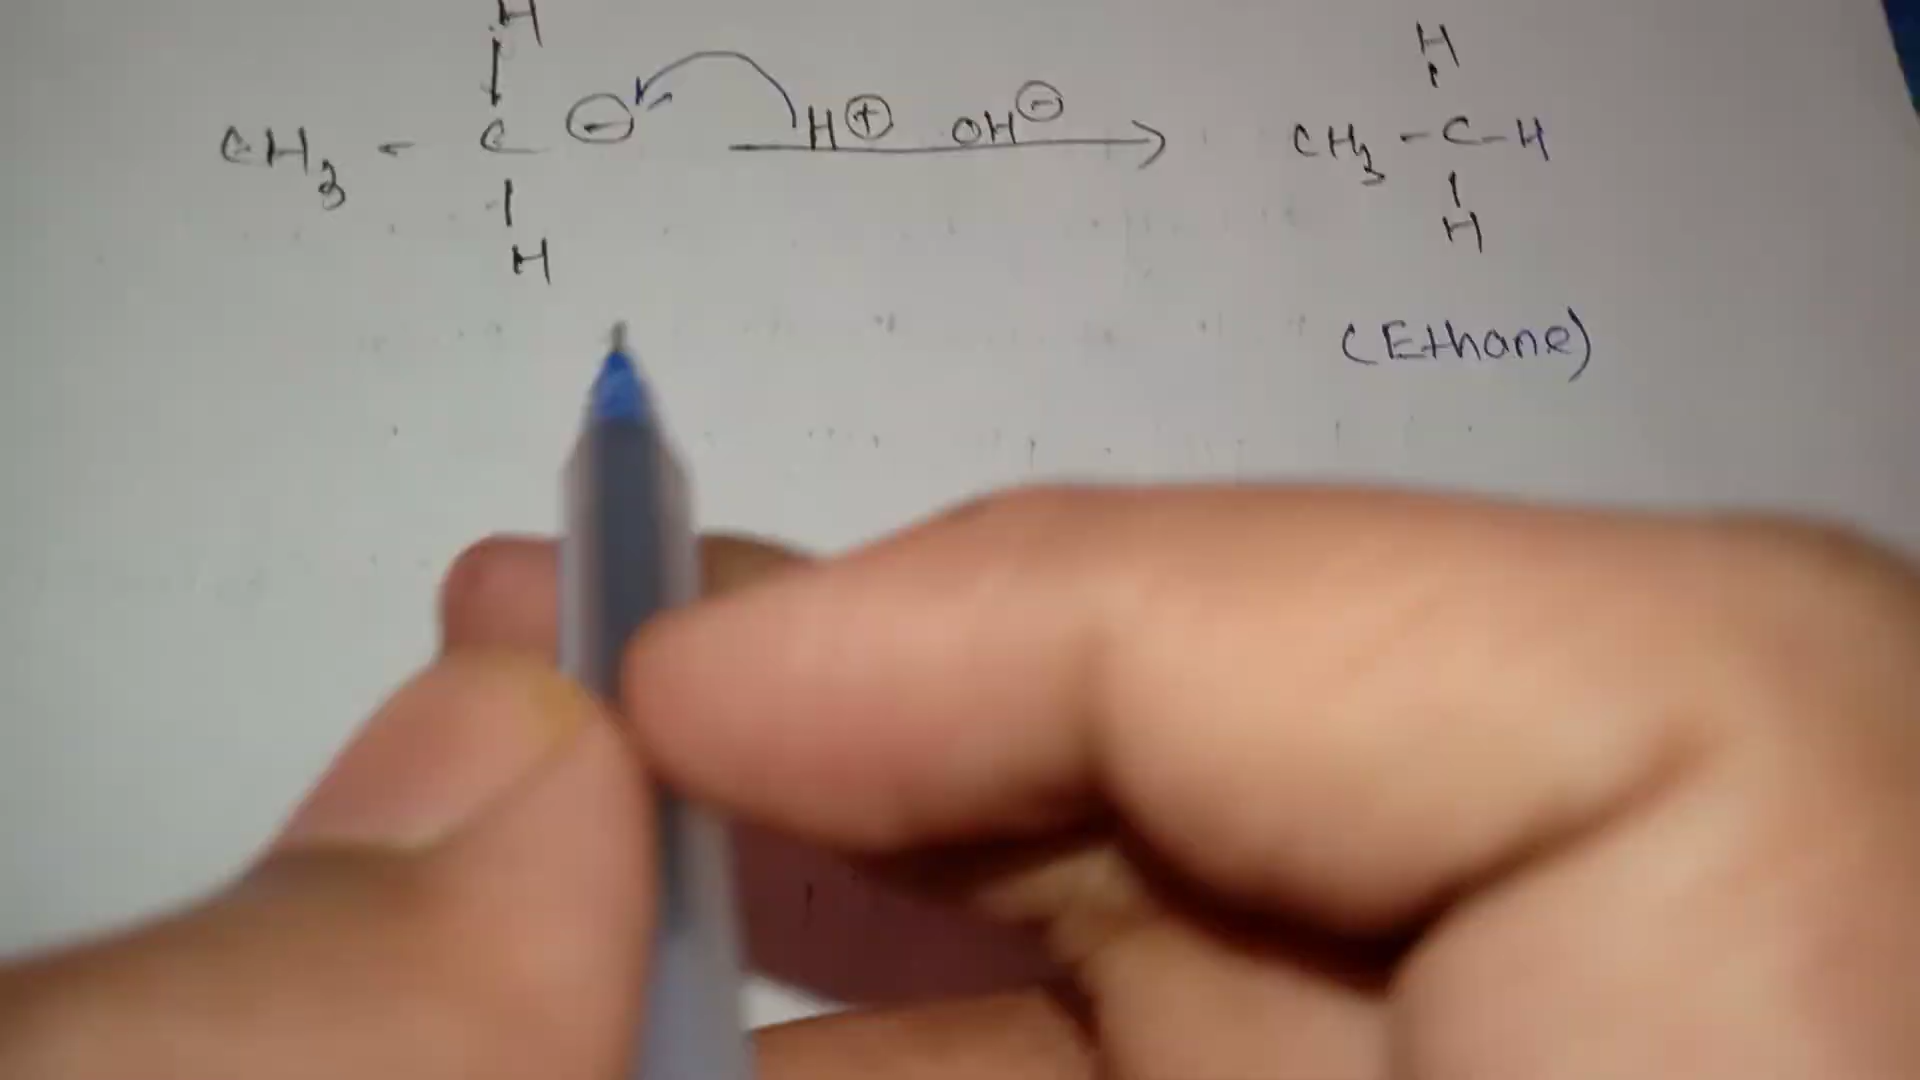 H H
CH3 - C ⊖ H⊕ OH⊖ → CH3 - C - H
H H
(Ethane)